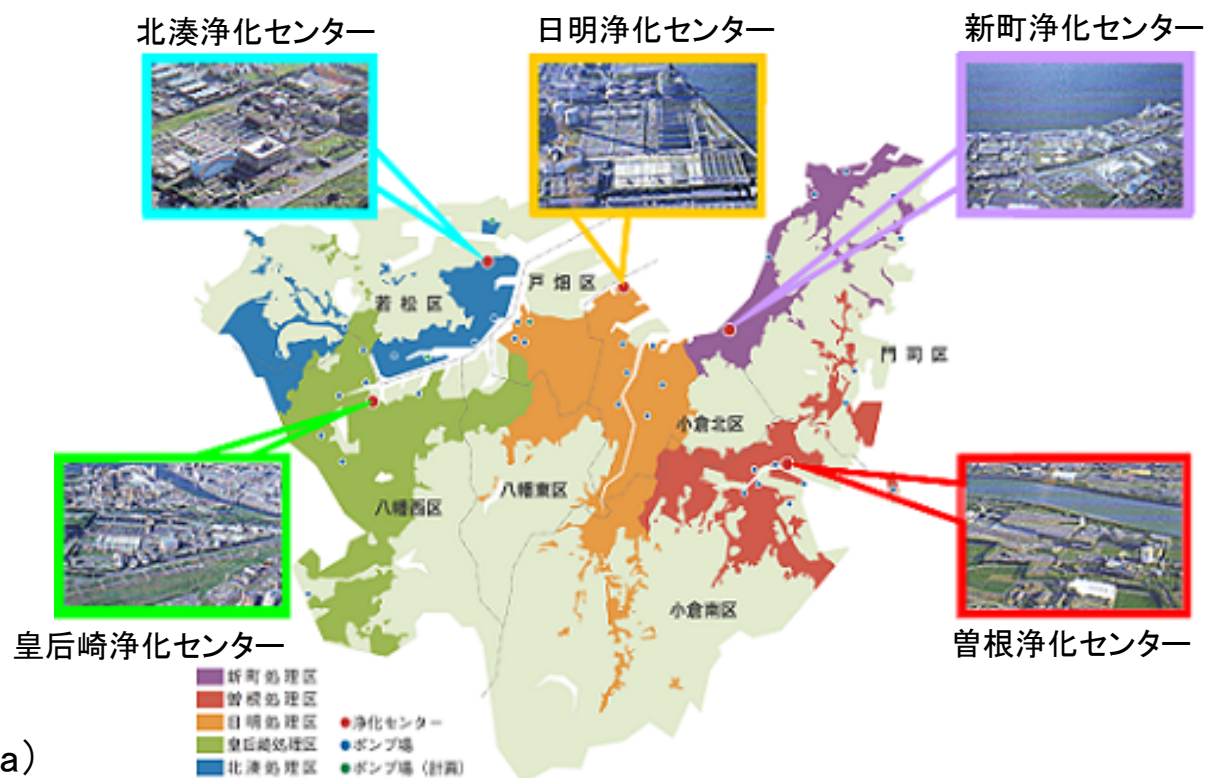 北湊浄化センター
日明浄化センター
新町浄化センター
戸畑区
若松区
門司区
小倉北区
八幡東区
八幡西区
小倉南区
皇后崎浄化センター
曽根浄化センター
新町処理区
曽根処理区
日明処理区
皇后崎処理区
北湊処理区
浄化センター
ポンプ場
ポンプ場（計画）
a）